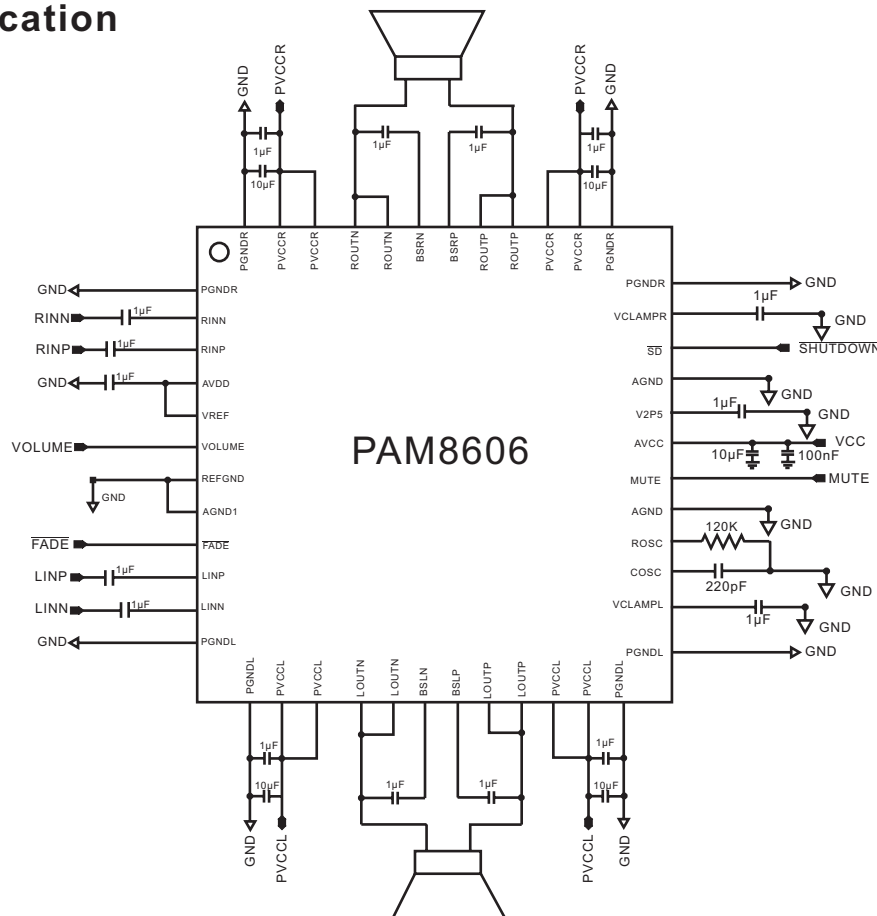 cation
GND
PVCCR
PVCCR
GND
1μF
10μF
1μF
1μF
1μF
10μF
PGNDR
PVCCR
PVCCR
ROUTN
ROUTN
BSRN
BSRP
ROUTP
ROUTP
PVCCR
PVCCR
PGNDR
GND
PGNDR
RINN
1μF
RINN
RINP
1μF
RINP
GND
1μF
AVDD
VREF
VOLUME
VOLUME
REFGND
GND
AGND1
FADE
FADE
LINP
1μF
LINP
LINN
1μF
LINN
GND
PGNDL
PAM8606
PGNDR
GND
VCLAMPR
1μF
GND
SD
SHUTDOWN
AGND
GND
V2P5
1μF
GND
AVCC
VCC
10μF
100nF
MUTE
MUTE
AGND
GND
ROSC
120K
COSC
220pF
GND
VCLAMPL
1μF
GND
PGNDL
GND
PGNDL
PVCCL
PVCCL
LOUTN
LOUTN
BSLN
BSLP
LOUTP
LOUTP
PVCCL
PVCCL
PGNDL
1μF
10μF
1μF
1μF
1μF
10μF
GND
PVCCL
PVCCL
GND